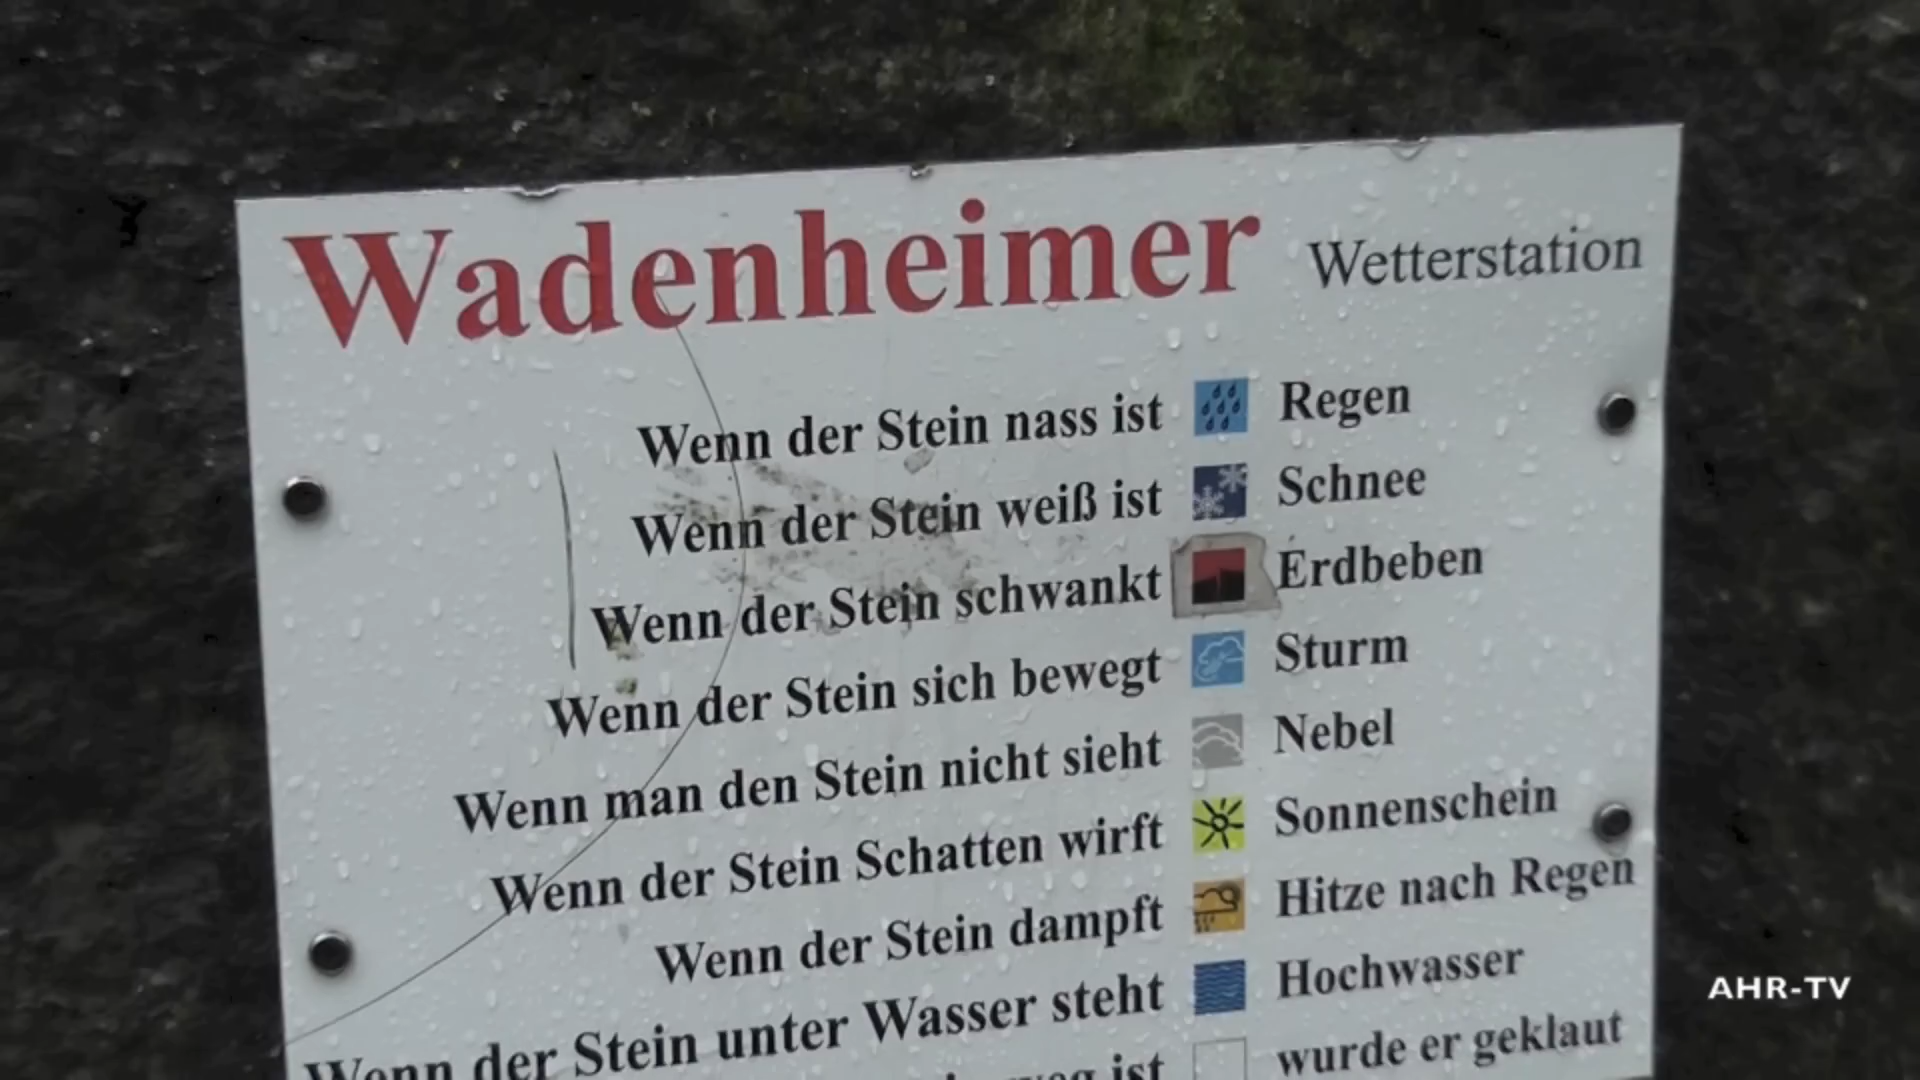 Wadenheimer Wetterstation
Wenn der Stein nass ist Regen
Wenn der Stein weiß ist Schnee
Wenn der Stein schwankt Erdbeben
Wenn der Stein sich bewegt Sturm
Wenn man den Stein nicht sieht Nebel
Wenn der Stein Schatten wirft Sonnenschein
Wenn der Stein dampft Hitze nach Regen
Wenn der Stein unter Wasser steht Hochwasser
weg ist wurde er geklaut
AHR-TV